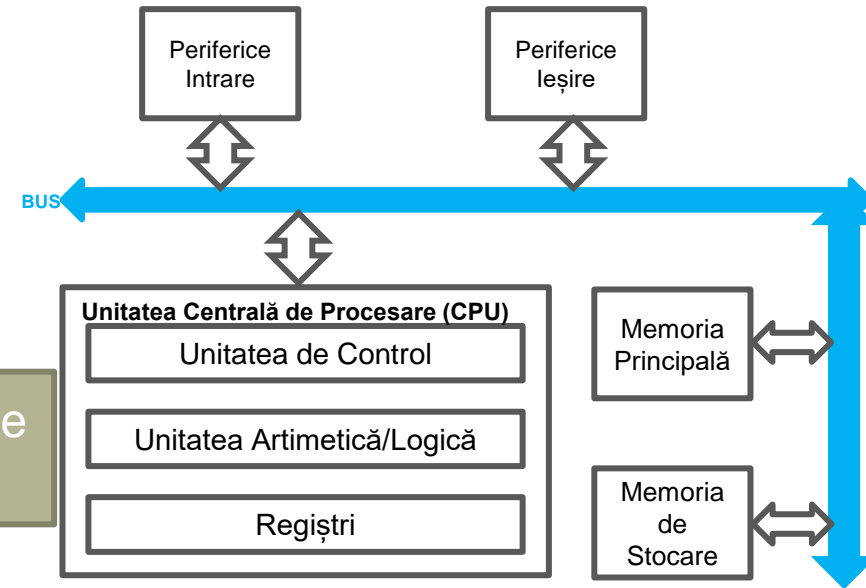 Periferice
Intrare
Periferice
Ieșire
BUS
Unitatea Centrală de Procesare (CPU)
Unitatea de Control
Unitatea Artimetică/Logică
Regiștri
Memoria
Principală
Memoria
de
Stocare
e